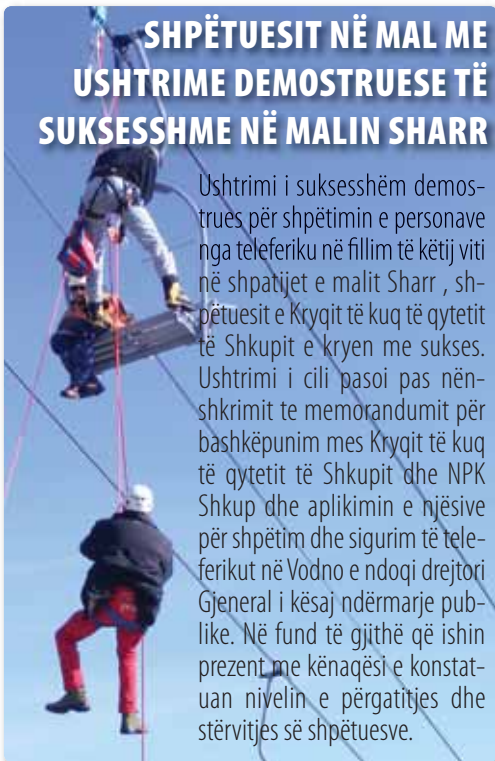 SHPËTUESIT NË MAL ME
USHTRIME DEMOSTRUESE TË
SUKSESSHME NË MALIN SHARR
Ushtrimi i suksesshëm demos-
trues për shpëtimin e personave
nga teleferiku në fillim të këtij viti
në shpatijet e malit Sharr , sh-
pëtuesit e Kryqit të kuq të qytetit
të Shkupit e kryen me sukses.
Ushtrimi i cili pasoi pas nën-
shkrimit te memorandumit për
bashkëpunim mes Kryqit të kuq
të qytetit të Shkupit dhe NPK
Shkup dhe aplikimin e njësive
për shpëtim dhe sigurim të tele-
ferikut në Vodno e ndoqi drejtori
Gjeneral i kësaj ndërmarje pub-
like. Në fund të gjithë që ishin
prezent me kënaqësi e konstat-
uan nivelin e përgatitjes dhe
stërvitjes së shpëtuesve.